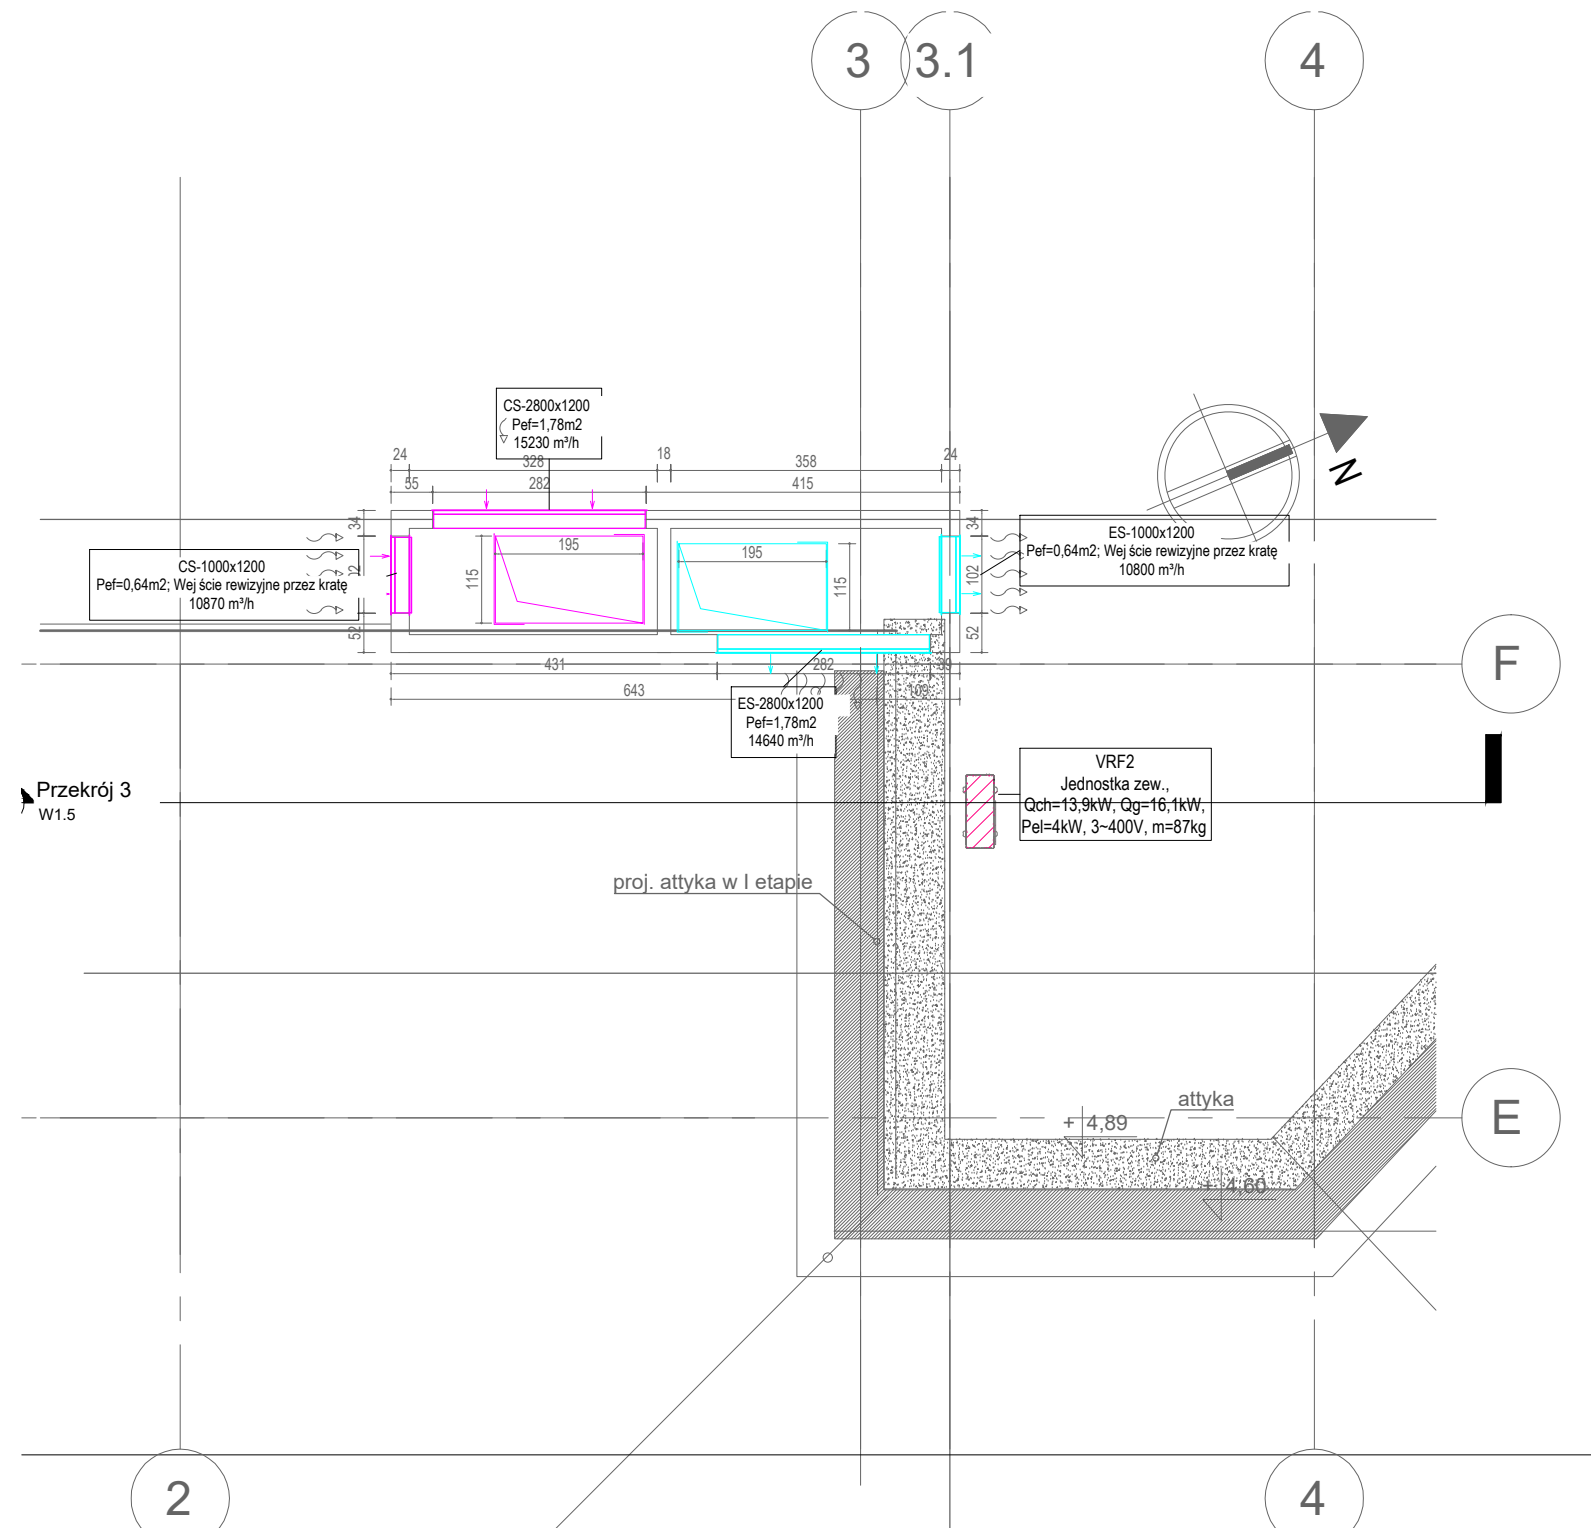 3
3.1
4
CS-2800x1200
Pef=1,78m2
15230 m³/h
24
328
18
358
24
55
282
415
N
34
34
ES-1000x1200
Pef=0,64m2; Wejście rewizyjne przez kratę
10800 m³/h
CS-1000x1200
Pef=0,64m2; Wejście rewizyjne przez kratę
10870 m³/h
195
195
115
115
102
52
52
431
282
643
109
F
ES-2800x1200
Pef=1,78m2
14640 m³/h
VRF2
Jednostka zew.,
Qch=13,9kW, Qg=16,1kW,
Pel=4kW, 3~400V, m=87kg
Przekrój 3
W1.5
proj. attyka w I etapie
attyka
+ 4,89
E
+ 4,60
2
4